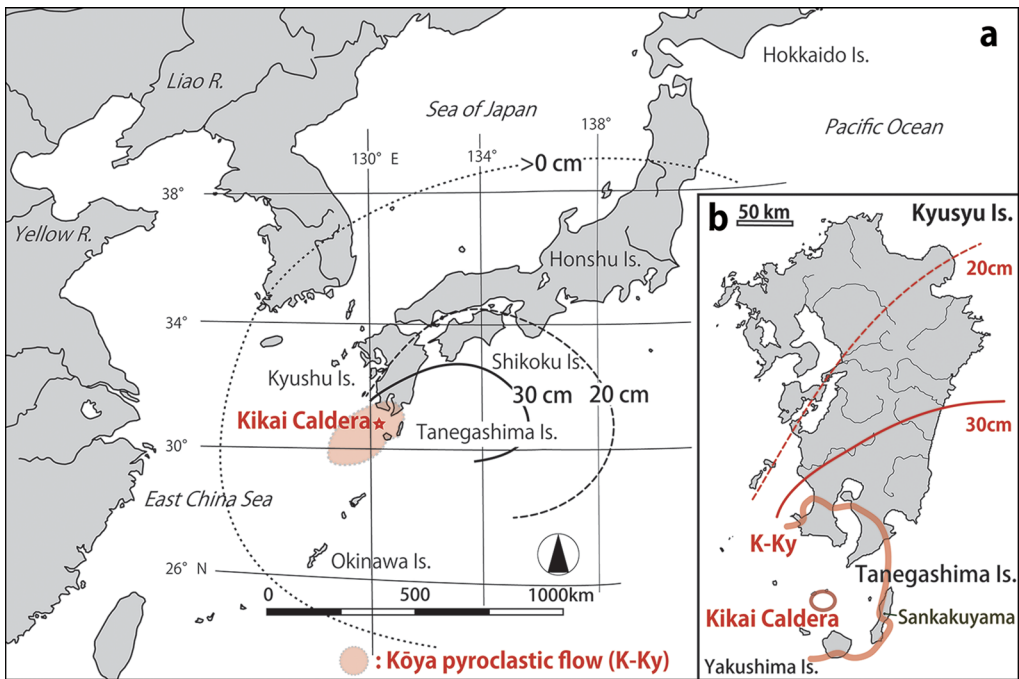 a
Hokkaido Is.
Liao R.
Sea of Japan
Pacific Ocean
138°
130° E
134°
>0 cm
38°
b
50 km
Kyusyu Is.
Yellow R.
Honshu Is.
20cm
34°
Shikoku Is.
Kyushu Is.
30 cm
20 cm
Kikai Caldera
Tanegashima Is.
30cm
30°
East China Sea
K-Ky
Okinawa Is.
26° N
Tanegashima Is.
0
500
1000km
Kikai Caldera
Sankakuyama
: Kōya pyroclastic flow (K-Ky)
Yakushima Is.